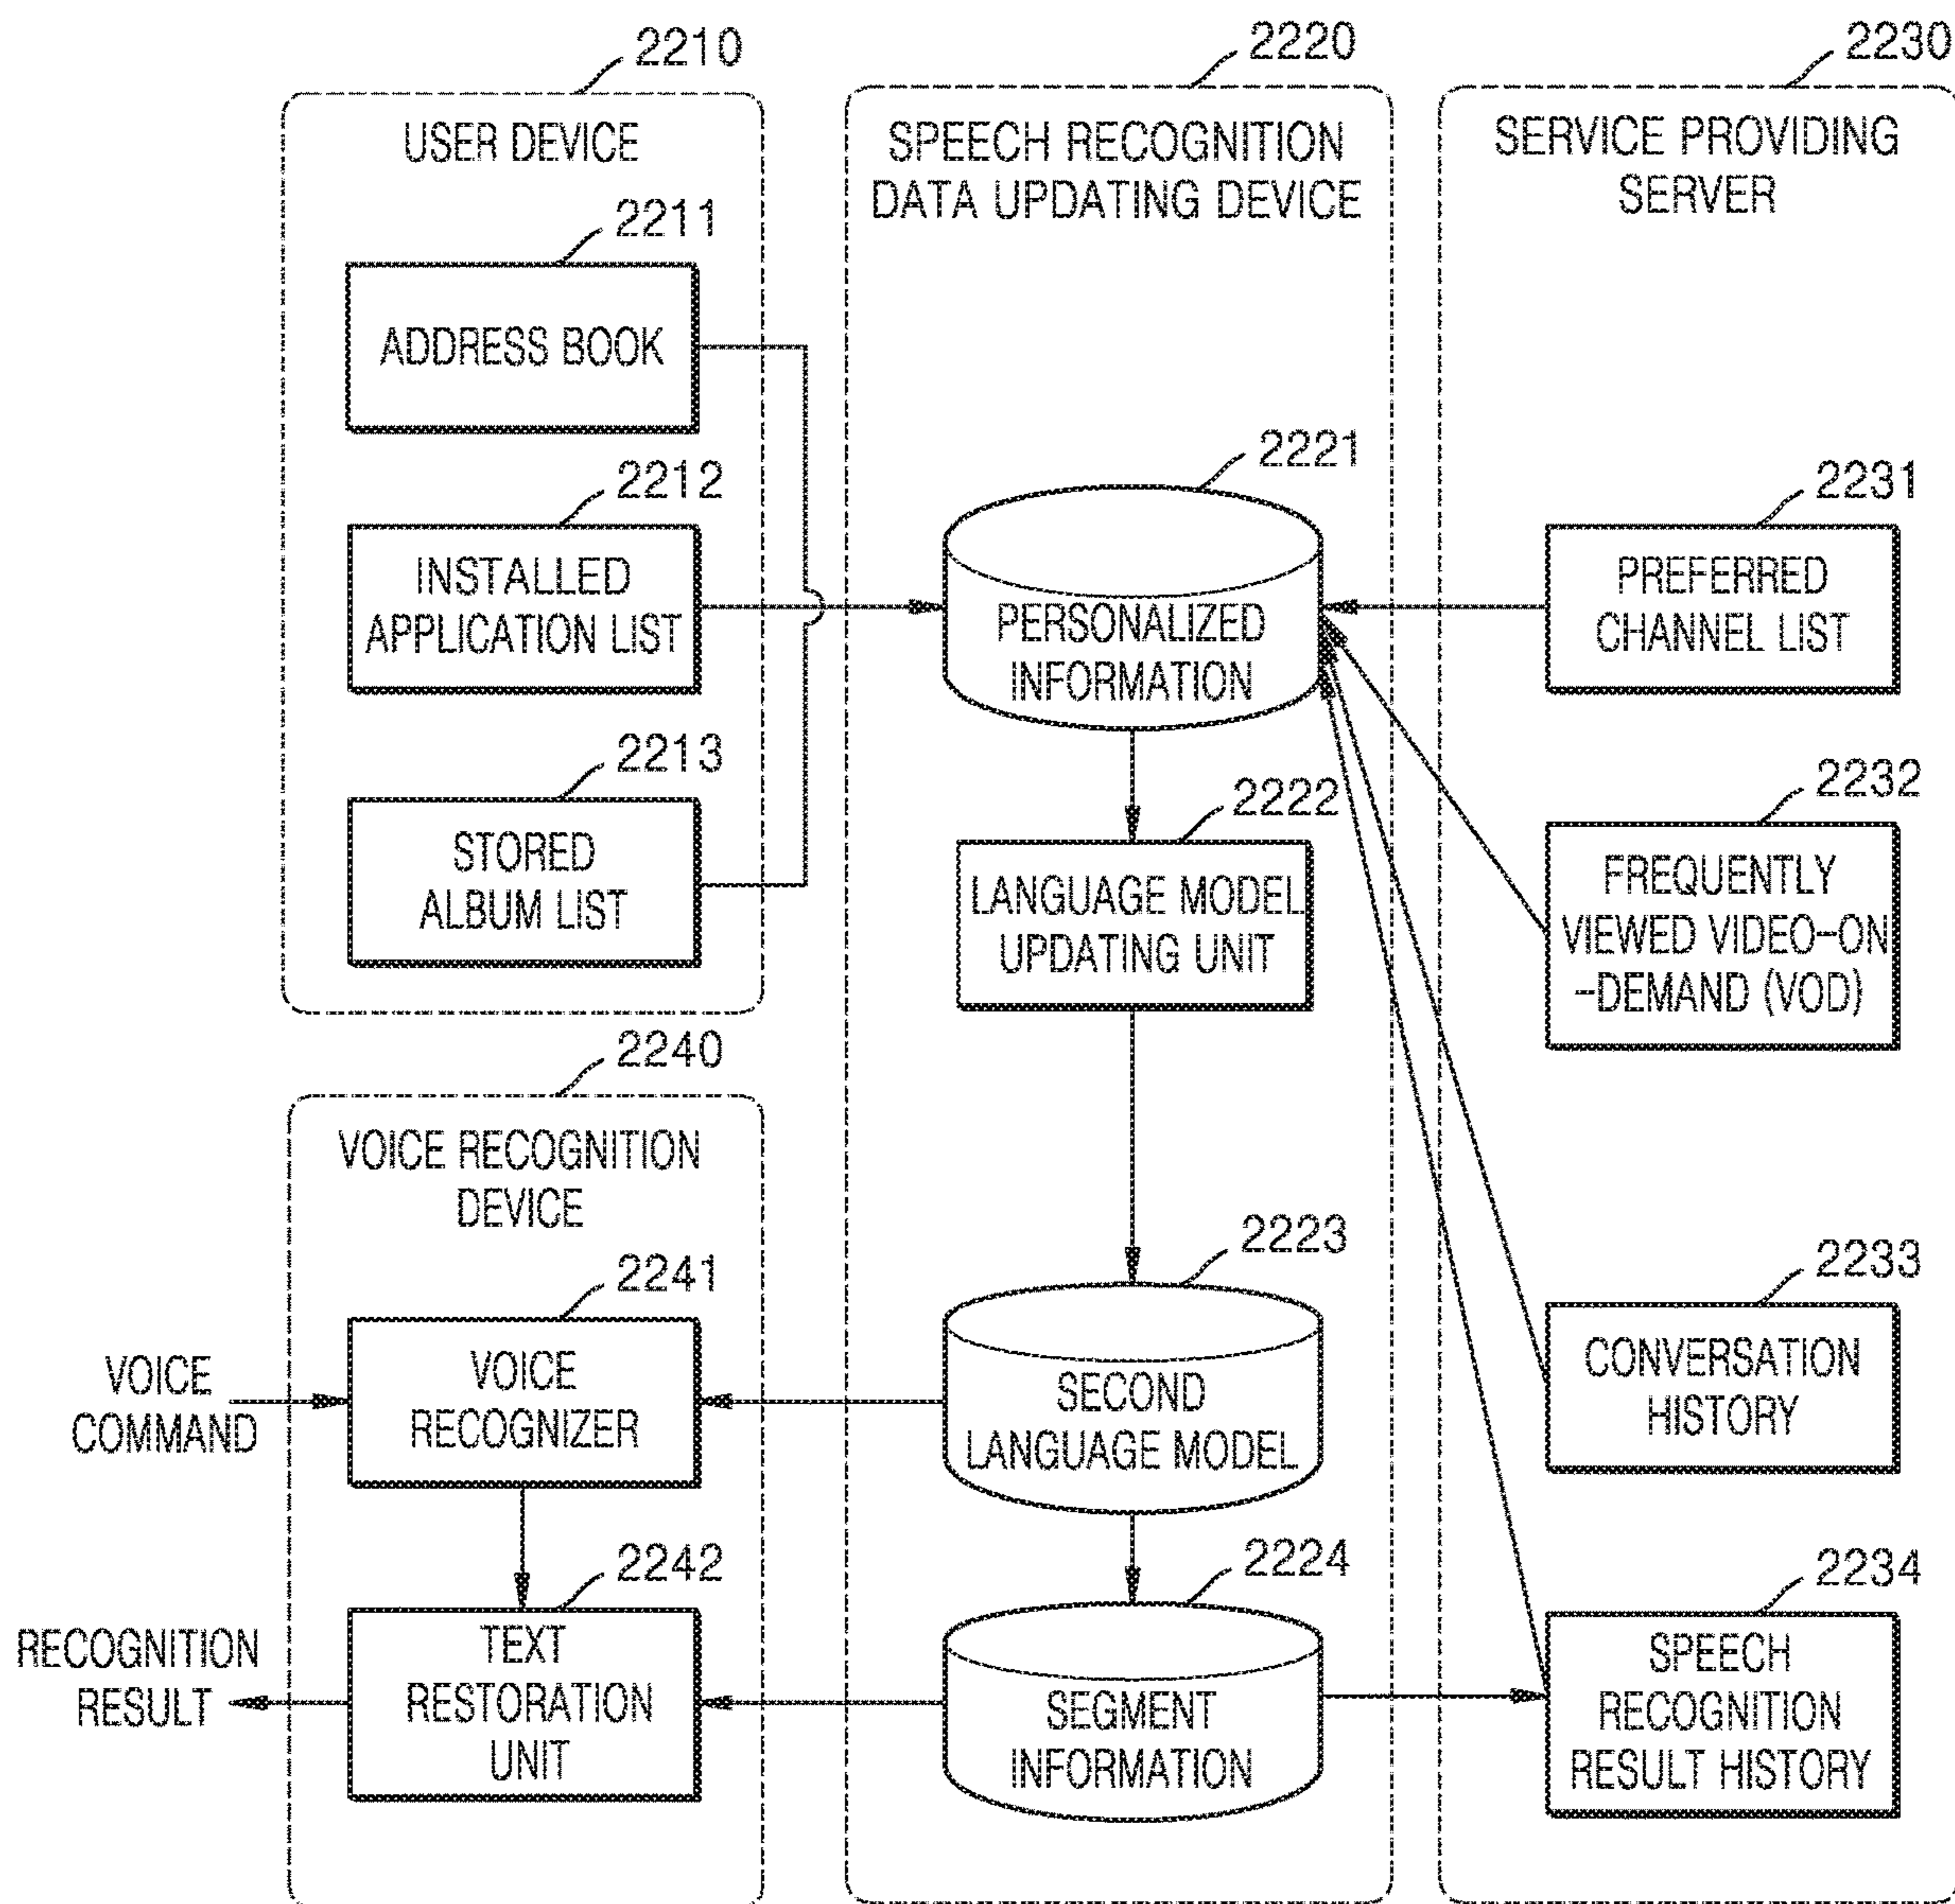 2210
USER DEVICE
2211
ADDRESS BOOK
2212
INSTALLED
APPLICATION LIST
2213
STORED
ALBUM LIST
2220
SPEECH RECOGNITION
DATA UPDATING DEVICE
2221
PERSONALIZED
INFORMATION
2222
LANGUAGE MODEL
UPDATING UNIT
2223
SECOND
LANGUAGE MODEL
2224
SEGMENT
INFORMATION
2230
SERVICE PROVIDING
SERVER
2231
PREFERRED
CHANNEL LIST
2232
FREQUENTLY
VIEWED VIDEO-ON
-DEMAND (VOD)
2233
CONVERSATION
HISTORY
2234
SPEECH
RECOGNITION
RESULT HISTORY
2240
VOICE RECOGNITION
DEVICE
VOICE
COMMAND
2241
VOICE
RECOGNIZER
2242
TEXT
RESTORATION
UNIT
RECOGNITION
RESULT